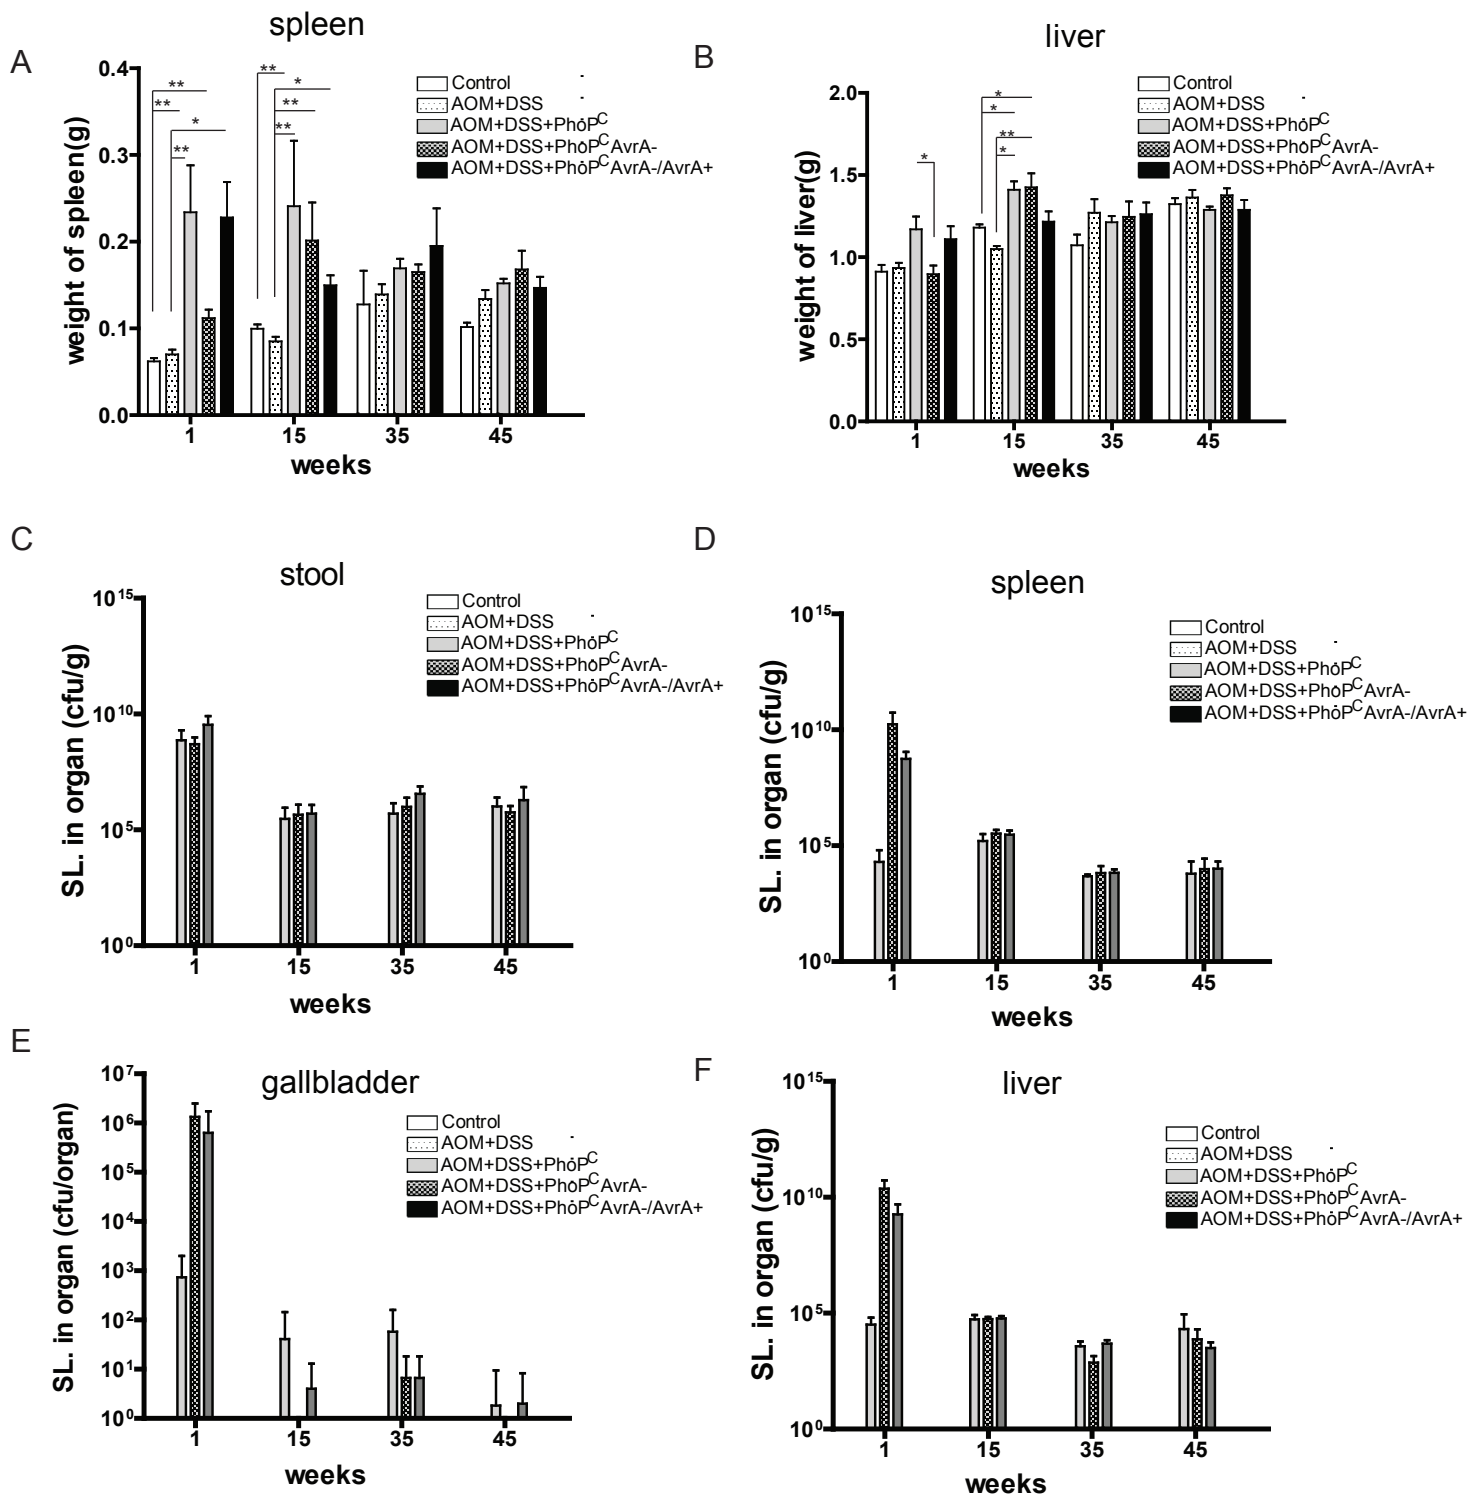 A
spleen
weight of spleen(g)
0.4
0.3
0.2
0.1
0.0
** ** * ** ** * ** **
Control
AOM+DSS
AOM+DSS+PhoP^C
AOM+DSS+PhoP^C AvrA-
AOM+DSS+PhoP^C AvrA-/AvrA+
1 15 35 45
weeks
B
liver
weight of liver(g)
2.0
1.5
1.0
0.5
0.0
* * * ** *
Control
AOM+DSS
AOM+DSS+PhoP^C
AOM+DSS+PhoP^C AvrA-
AOM+DSS+PhoP^C AvrA-/AvrA+
1 15 35 45
weeks
C
stool
SL. in organ (cfu/g)
10^15
10^10
10^5
10^0
Control
AOM+DSS
AOM+DSS+PhoP^C
AOM+DSS+PhoP^C AvrA-
AOM+DSS+PhoP^C AvrA-/AvrA+
1 15 35 45
weeks
D
spleen
SL. in organ (cfu/g)
10^15
10^10
10^5
10^0
Control
AOM+DSS
AOM+DSS+PhoP^C
AOM+DSS+PhoP^C AvrA-
AOM+DSS+PhoP^C AvrA-/AvrA+
1 15 35 45
weeks
E
gallbladder
SL. in organ (cfu/organ)
10^7
10^6
10^5
10^4
10^3
10^2
10^1
10^0
Control
AOM+DSS
AOM+DSS+PhoP^C
AOM+DSS+PhoP^C AvrA-
AOM+DSS+PhoP^C AvrA-/AvrA+
1 15 35 45
weeks
F
liver
SL. in organ (cfu/g)
10^15
10^10
10^5
10^0
Control
AOM+DSS
AOM+DSS+PhoP^C
AOM+DSS+PhoP^C AvrA-
AOM+DSS+PhoP^C AvrA-/AvrA+
1 15 35 45
weeks